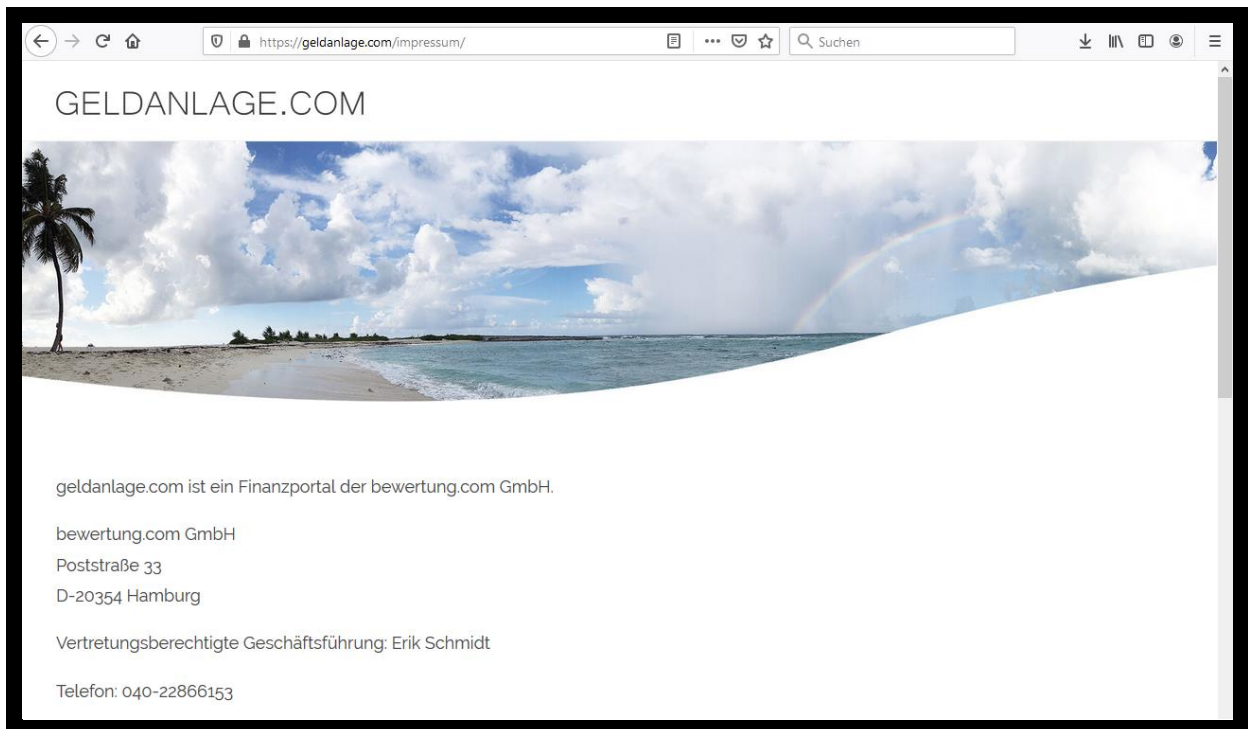 https://geldanlage.com/impressum/
Suchen
GELDANLAGE.COM
geldanlage.com ist ein Finanzportal der bewertung.com GmbH.
bewertung.com GmbH
Poststraße 33
D-20354 Hamburg
Vertretungsberechtigte Geschäftsführung: Erik Schmidt
Telefon: 040-22866153